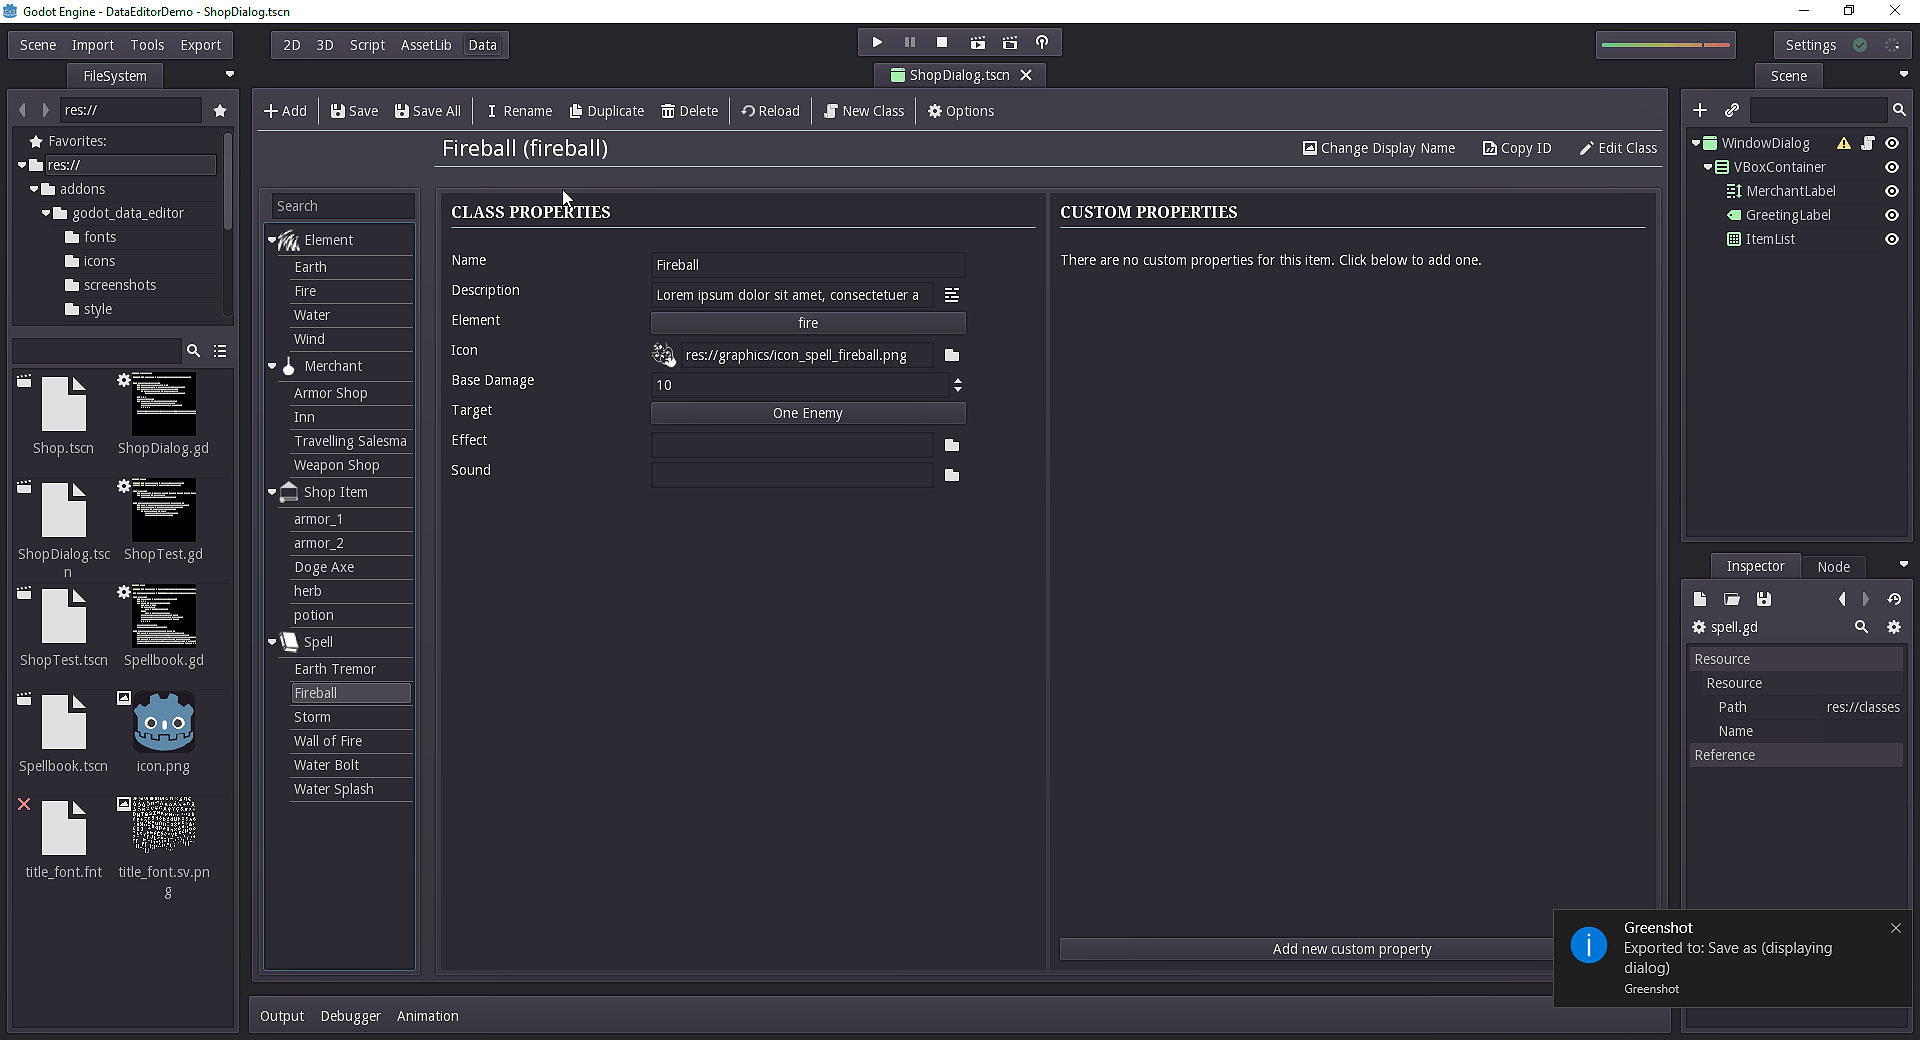 Godot Engine - DataEditorDemo - ShopDialog.tscn
Scene Import Tools Export
2D 3D Script AssetLib Data
Settings
FileSystem
ShopDialog.tscn
Scene
res://
Favorites:
res://
addons
godot_data_editor
fonts
icons
screenshots
style
Shop.tscn
ShopDialog.gd
ShopDialog.tsc
n
ShopTest.gd
ShopTest.tscn
Spellbook.gd
Spellbook.tscn
icon.png
title_font.fnt
title_font.sv.pn
g
Add Save Save All Rename Duplicate Delete Reload New Class Options
Fireball (fireball)
Change Display Name Copy ID Edit Class
Search
Element
Earth
Fire
Water
Wind
Merchant
Armor Shop
Inn
Travelling Salesma
Weapon Shop
Shop Item
armor_1
armor_2
Doge Axe
herb
potion
Spell
Earth Tremor
Fireball
Storm
Wall of Fire
Water Bolt
Water Splash
CLASS PROPERTIES
Name Fireball
Description Lorem ipsum dolor sit amet, consectetuer a
Element fire
Icon res://graphics/icon_spell_fireball.png
Base Damage 10
Target One Enemy
Effect
Sound
CUSTOM PROPERTIES
There are no custom properties for this item. Click below to add one.
Add new custom property
Output Debugger Animation
WindowDialog
VBoxContainer
MerchantLabel
GreetingLabel
ItemList
Inspector Node
spell.gd
Resource
Resource
Path res://classes
Name
Reference
Greenshot
Exported to: Save as (displaying
dialog)
Greenshot